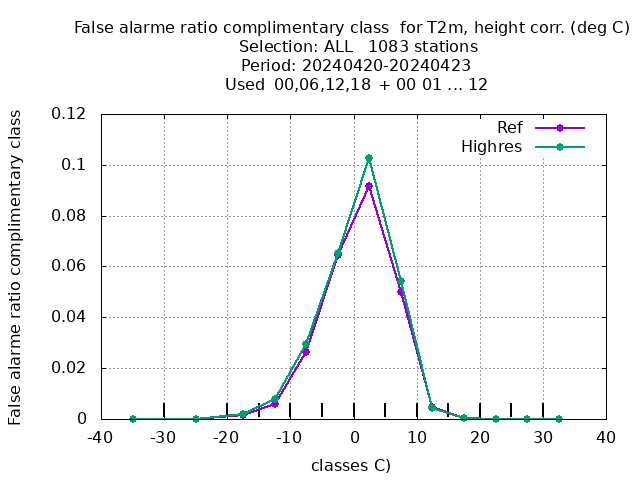 False alarme ratio complimentary class  for T2m, height corr. (deg C)
Selection: ALL   1083 stations
Period: 20240420-20240423
Used  00,06,12,18 + 00 01 ... 12
False alarme ratio complimentary class
0.12
0.1
0.08
0.06
0.04
0.02
0
Ref
Highres
-40 -30 -20 -10 0 10 20 30 40
classes C)